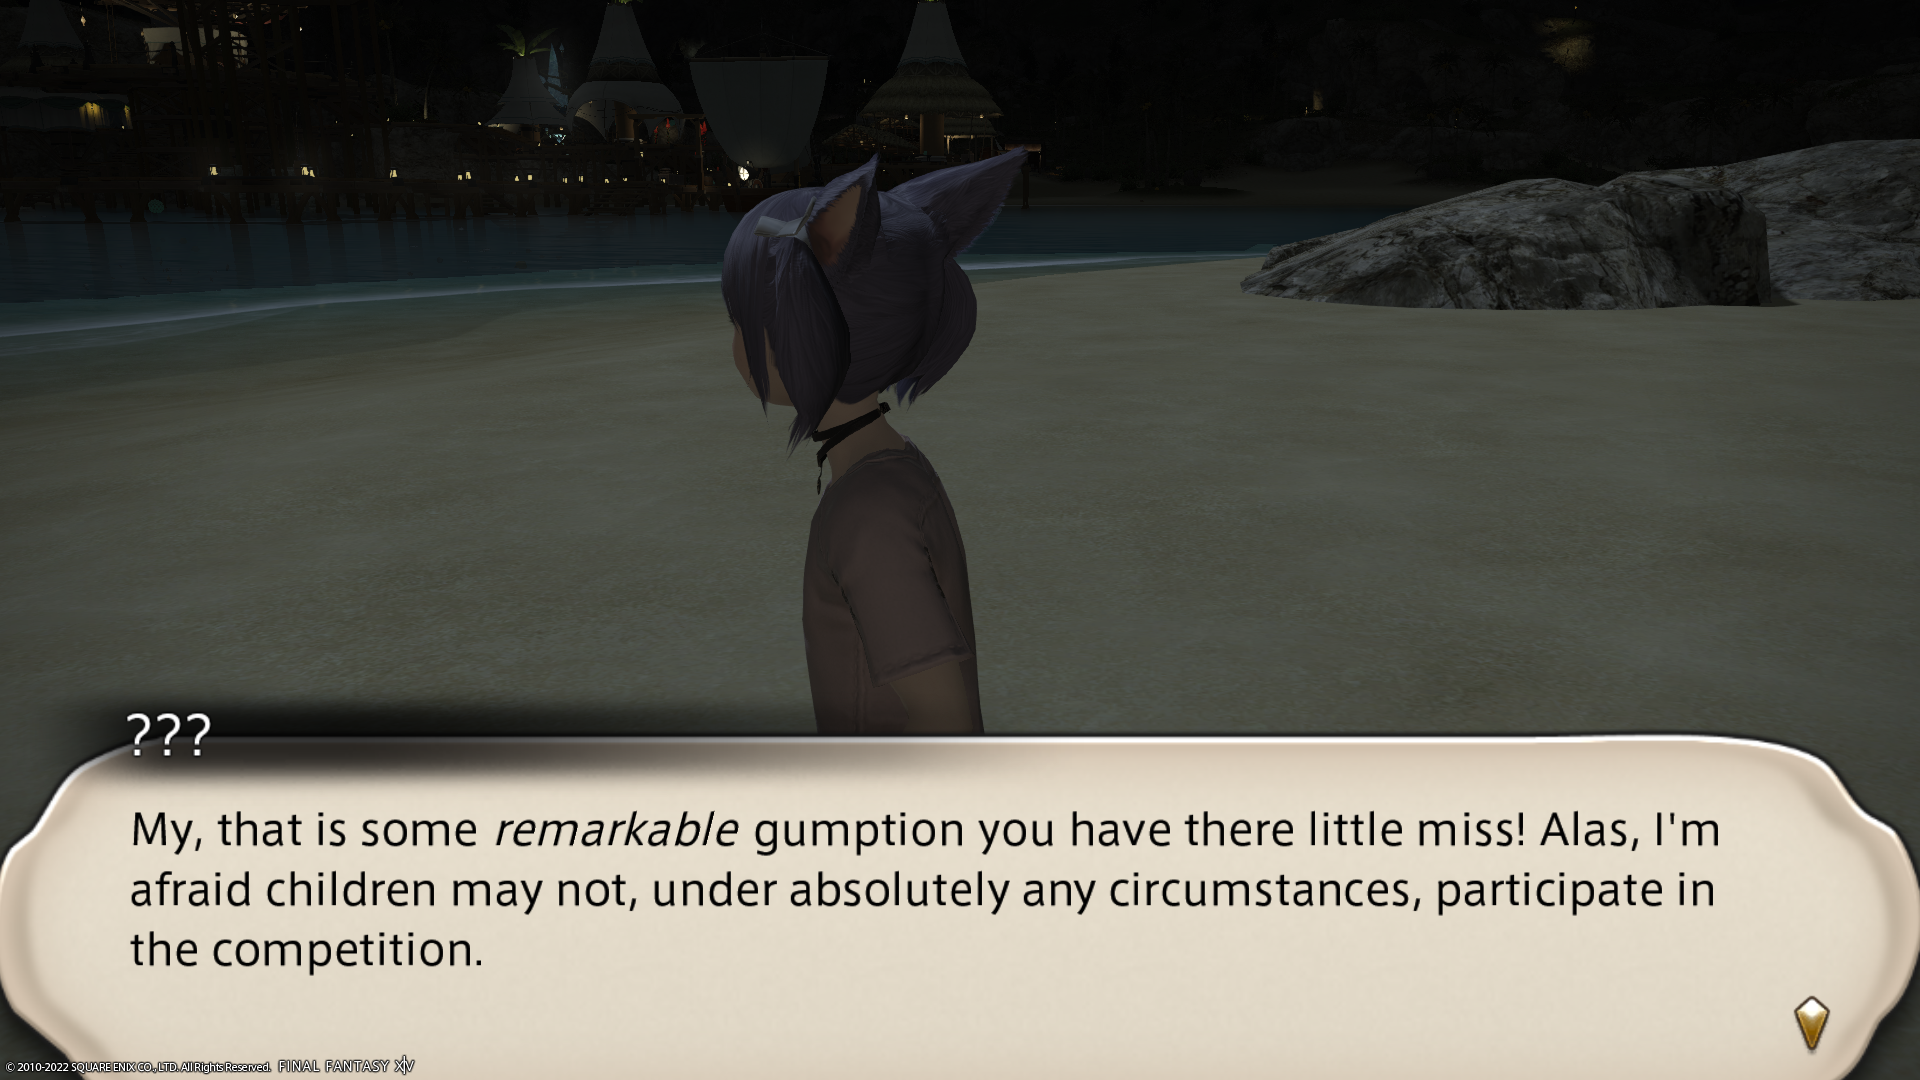 ???
My, that is some remarkable gumption you have there little miss! Alas, I'm
afraid children may not, under absolutely any circumstances, participate in
the competition.
© 2010-2022 SQUARE ENIX CO., LTD. All Rights Reserved. FINAL FANTASY XIV